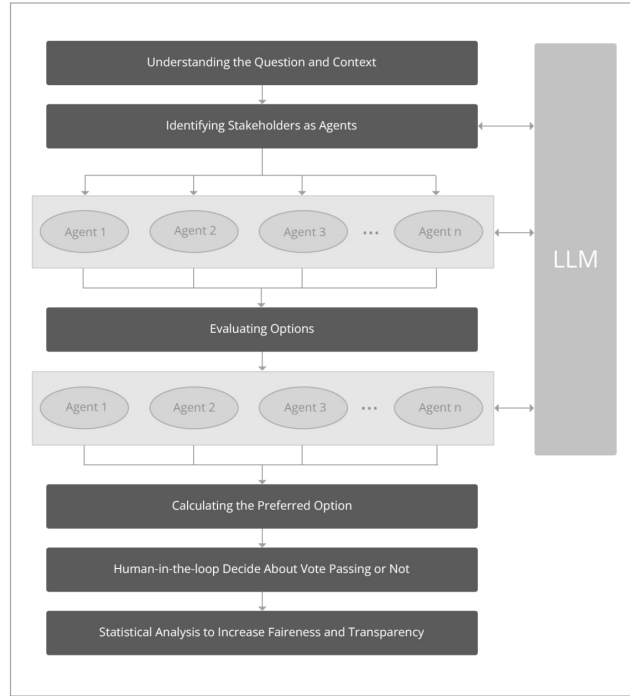 Understanding the Question and Context
Identifying Stakeholders as Agents
Agent 1 Agent 2 Agent 3 ... Agent n
LLM
Evaluating Options
Agent 1 Agent 2 Agent 3 ... Agent n
Calculating the Preferred Option
Human-in-the-loop Decide About Vote Passing or Not
Statistical Analysis to Increase Faireness and Transparency